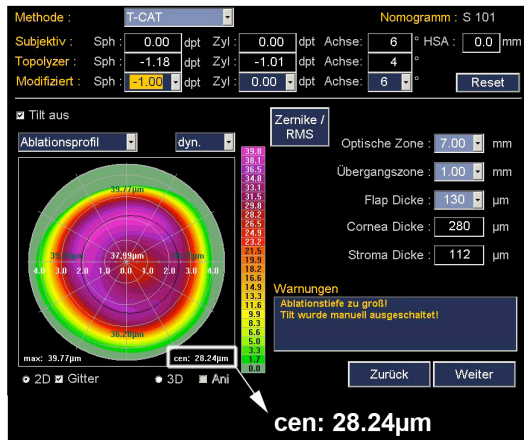 Methode : T-CAT Nomogramm : S 101
Subjektiv : Sph : 0.00 dpt Zyl : 0.00 dpt Achse: 6 ° HSA : 0.0 mm
Topolyzer : Sph : -1.18 dpt Zyl : -1.01 dpt Achse: 4 °
Modifiziert : Sph : -1.00 dpt Zyl : 0.00 dpt Achse: 6 ° Reset
Tilt aus
Zernike /
RMS
Ablationsprofil dyn.
Optische Zone : 7.00 mm
Übergangszone : 1.00 mm
Flap Dicke : 130 µm
Cornea Dicke : 280 µm
Stroma Dicke : 112 µm
39.8
38.1
36.5
34.8
33.1
31.5
29.8
28.2
26.5
24.9
23.2
21.5
19.9
18.2
16.6
14.9
13.3
11.6
9.9
8.3
6.6
5.0
3.3
1.7
0.0
39.77µm
37.99µm
4.0 3.0 2.0 1.0 0.0 1.0 2.0 3.0 4.0
36.20µm
max: 39.77µm cen: 28.24µm
Warnungen
Ablationstiefe zu groß!
Tilt wurde manuell ausgeschaltet!
2D Gitter 3D Ani
Zurück Weiter
cen: 28.24µm